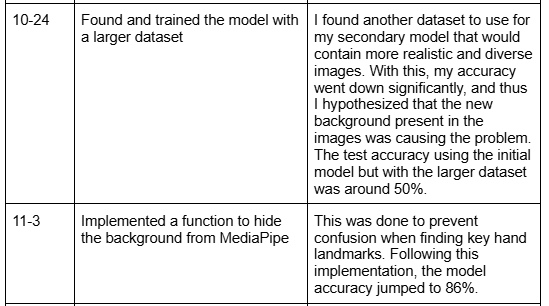 10-24
Found and trained the model with
a larger dataset
I found another dataset to use for
my secondary model that would
contain more realistic and diverse
images. With this, my accuracy
went down significantly, and thus
I hypothesized that the new
background present in the
images was causing the problem.
The test accuracy using the initial
model but with the larger dataset
was around 50%.
11-3
Implemented a function to hide
the background from MediaPipe
This was done to prevent
confusion when finding key hand
landmarks. Following this
implementation, the model
accuracy jumped to 86%.